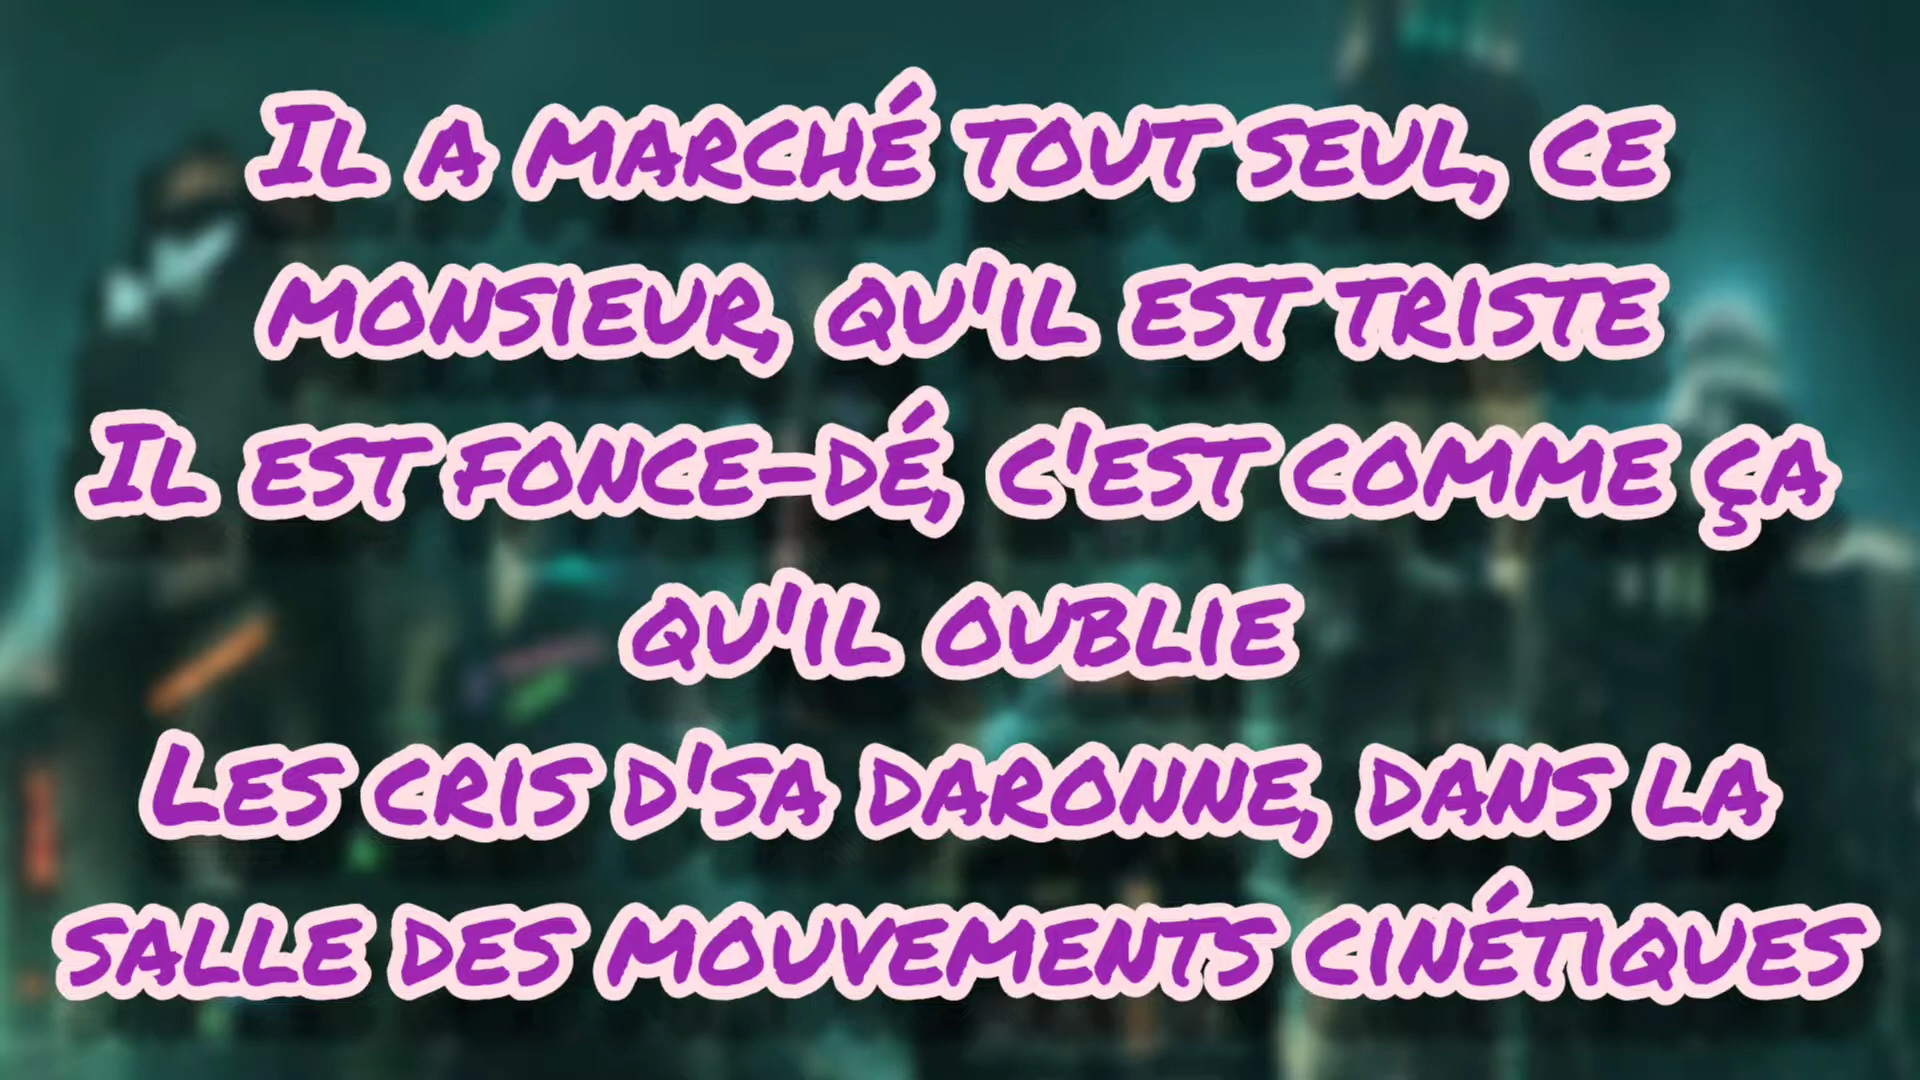 Il a marché tout seul, ce
monsieur, qu'il est triste
Il est fonce-dé, c'est comme ça
qu'il oublie
Les cris d'sa daronne, dans la
salle des mouvements cinétiques